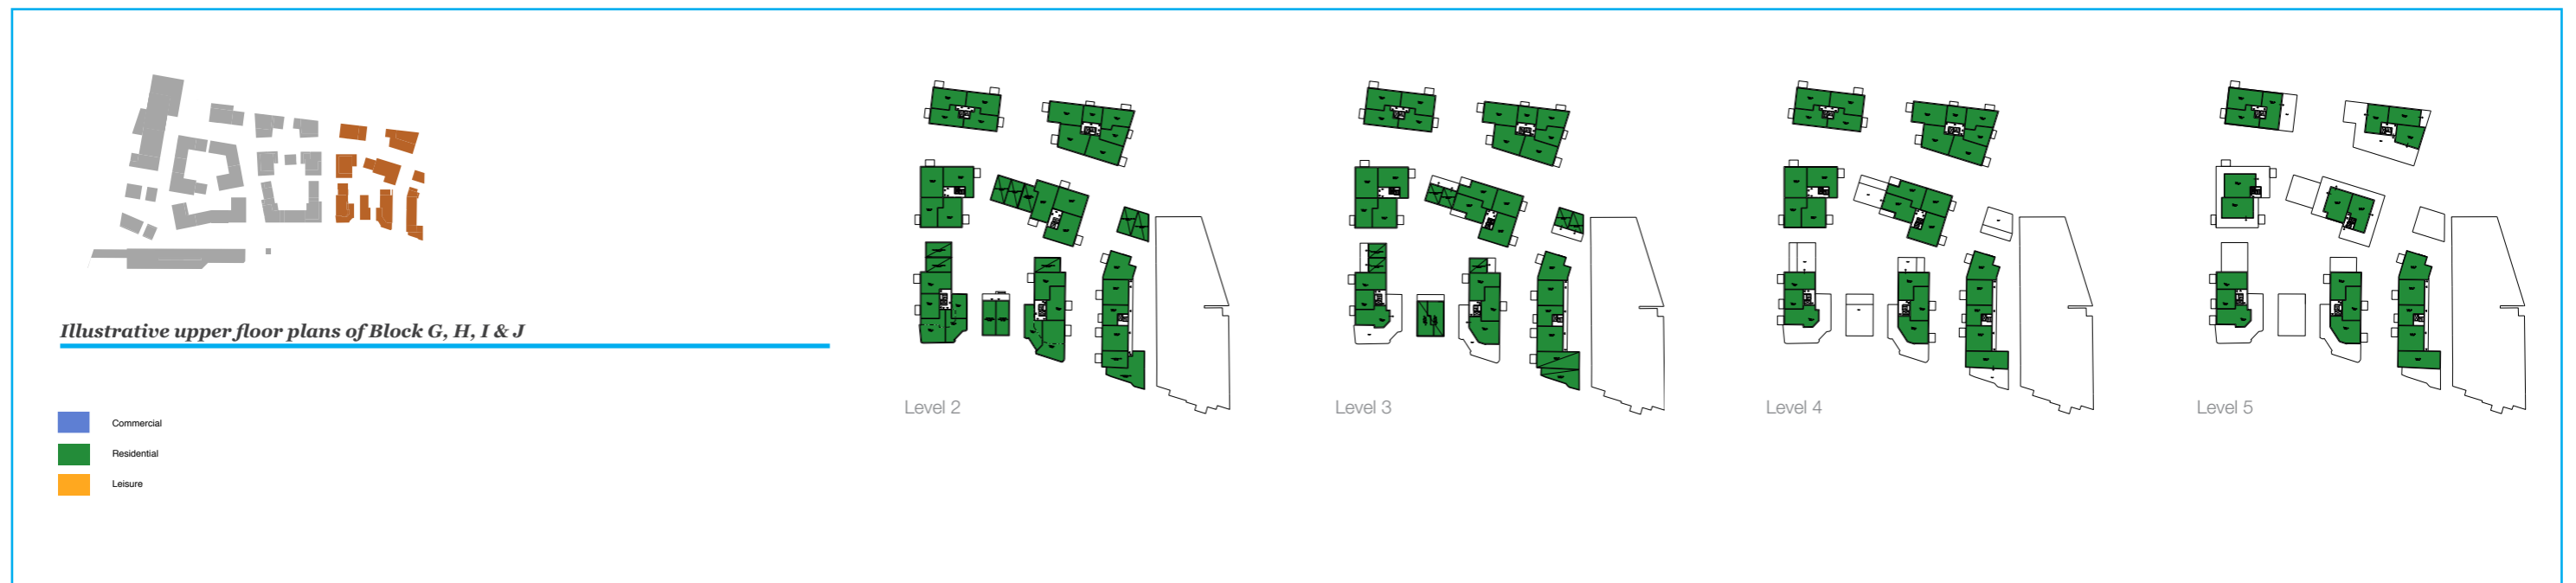 Illustrative upper floor plans of Block G, H, I & J
Commercial
Residential
Leisure
Level 2
Level 3
Level 4
Level 5